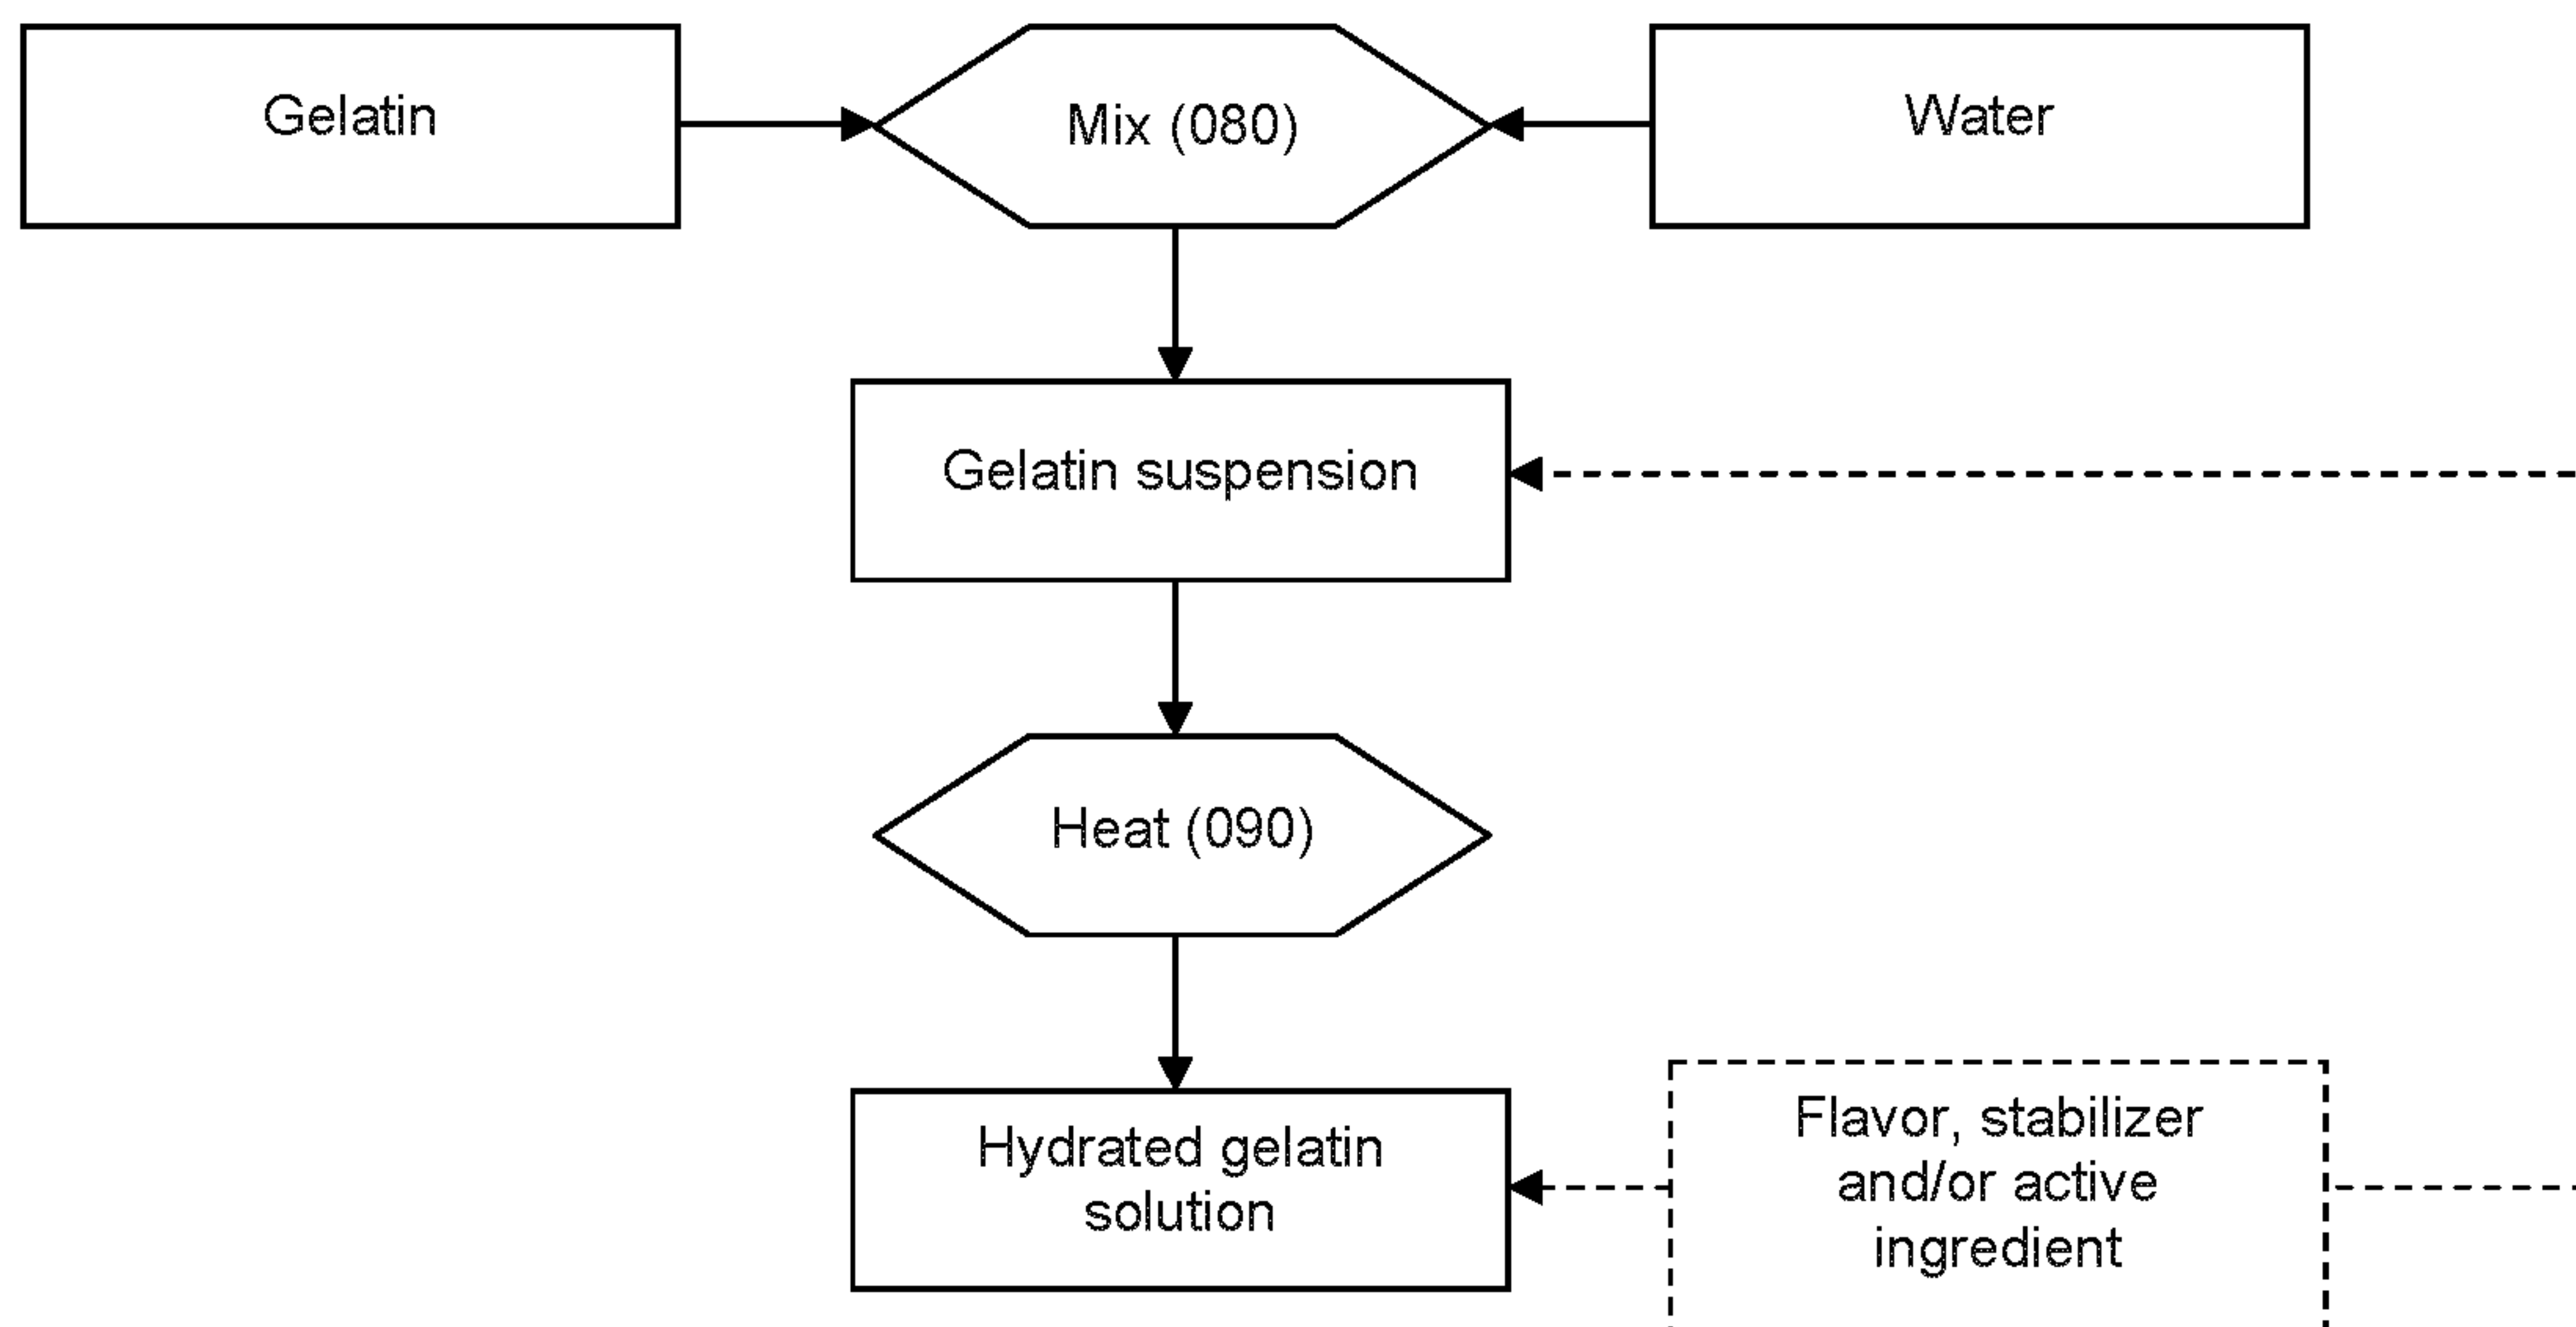 Gelatin
Mix (080)
Water
Gelatin suspension
Heat (090)
Hydrated gelatin
solution
Flavor, stabilizer
and/or active
ingredient